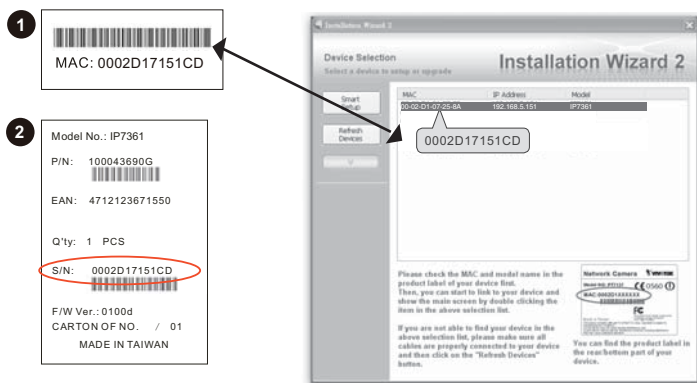 1
MAC: 0002D17151CD
2
Model No.: IP7361
P/N: 100043690G
EAN: 4712123671550
Q'ty: 1 PCS
S/N: 0002D17151CD
F/W Ver.: 0100d
CARTON OF NO. / 01
MADE IN TAIWAN
Installation Wizard 2
Device Selection
Select a device to setup or upgrade
Installation Wizard 2
Smart Setup
Refresh Devices
MAC IP Address Model
00-02-D1-07-25-8A 192.168.5.151 IP7361
0002D17151CD
Please check the MAC and model name in the
product label of your device first.
Then, you can start to link to your device and
show the main screen by double clicking the
item in the above selection list.
If you are not able to find your device in the
above selection list, please make sure all
cables are properly connected to your device
and then click on the "Refresh Devices"
button.
Network Camera VIVOTEK
MAC:0002D1XXXXXX
0560
FC
You can find the product label in
the rear/bottom part of your
device.